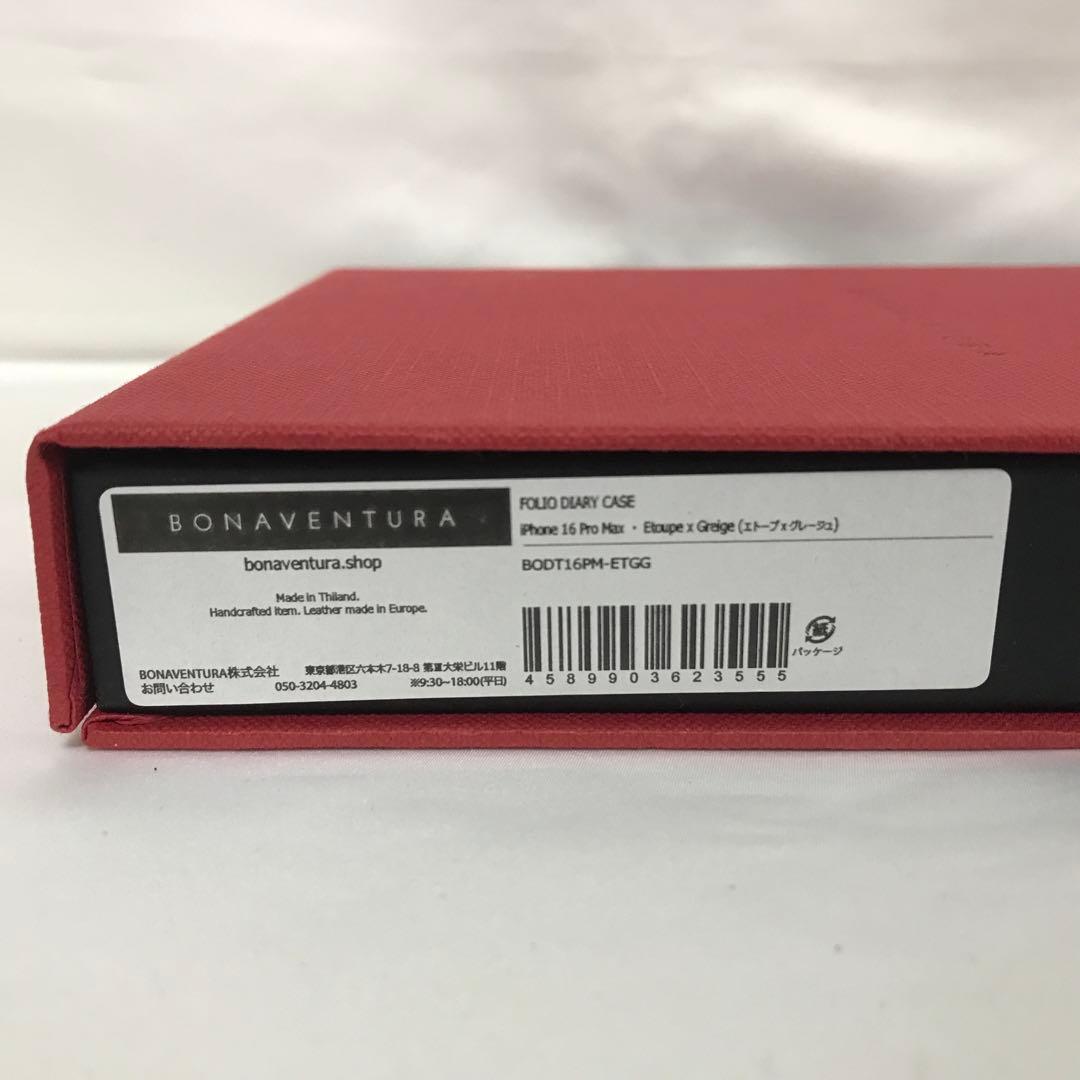 BONAVENTURA
bonaventura.shop
Made in Thiland.
Handcrafted item. Leather made in Europe.
BONAVENTURA株式会社 東京都港区六本木7-18-8 第夏大栄ビル11階
お問い合わせ 050-3204-4803 ※9:30~18:00(平日)
FOLIO DIARY CASE
iPhone 16 Pro Max ・ Etoupe x Greige (エトープxグレージュ)
BODT16PM-ETGG
4589903623555
紙
パッケージ